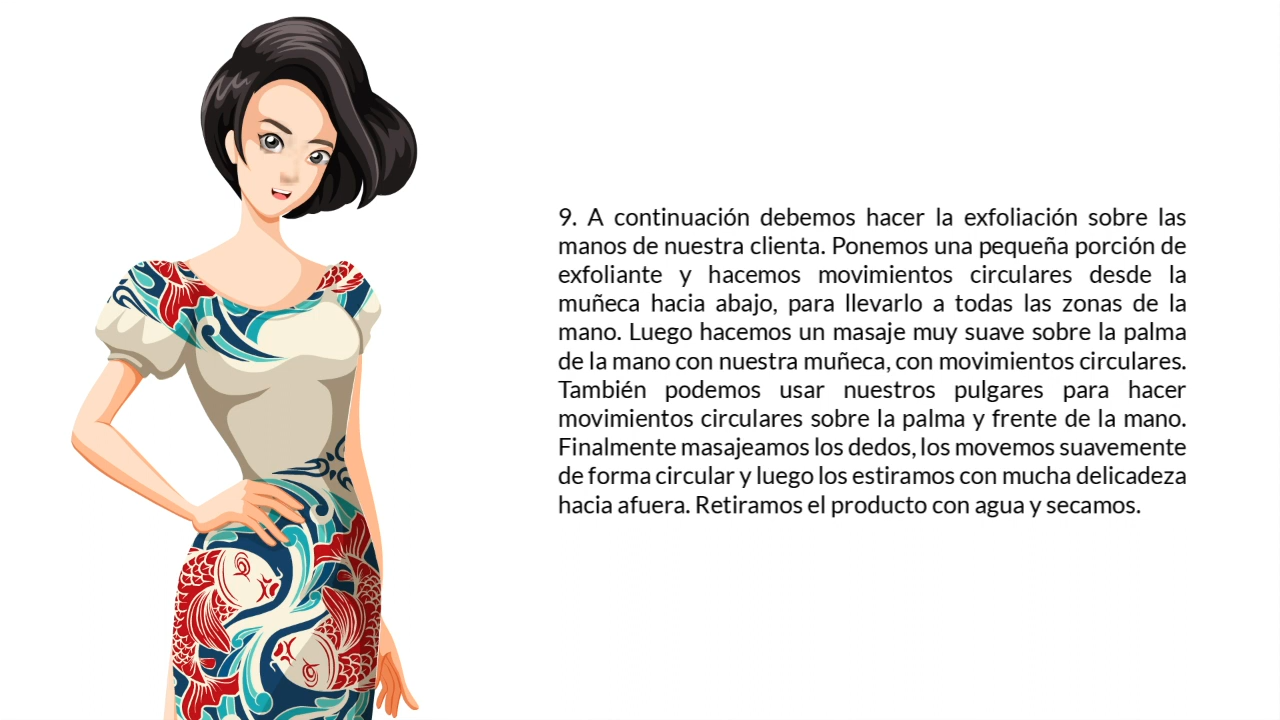 9. A continuación debemos hacer la exfoliación sobre las
manos de nuestra clienta. Ponemos una pequeña porción de
exfoliante y hacemos movimientos circulares desde la
muñeca hacia abajo, para llevarlo a todas las zonas de la
mano. Luego hacemos un masaje muy suave sobre la palma
de la mano con nuestra muñeca, con movimientos circulares.
También podemos usar nuestros pulgares para hacer
movimientos circulares sobre la palma y frente de la mano.
Finalmente masajeamos los dedos, los movemos suavemente
de forma circular y luego los estiramos con mucha delicadeza
hacia afuera. Retiramos el producto con agua y secamos.